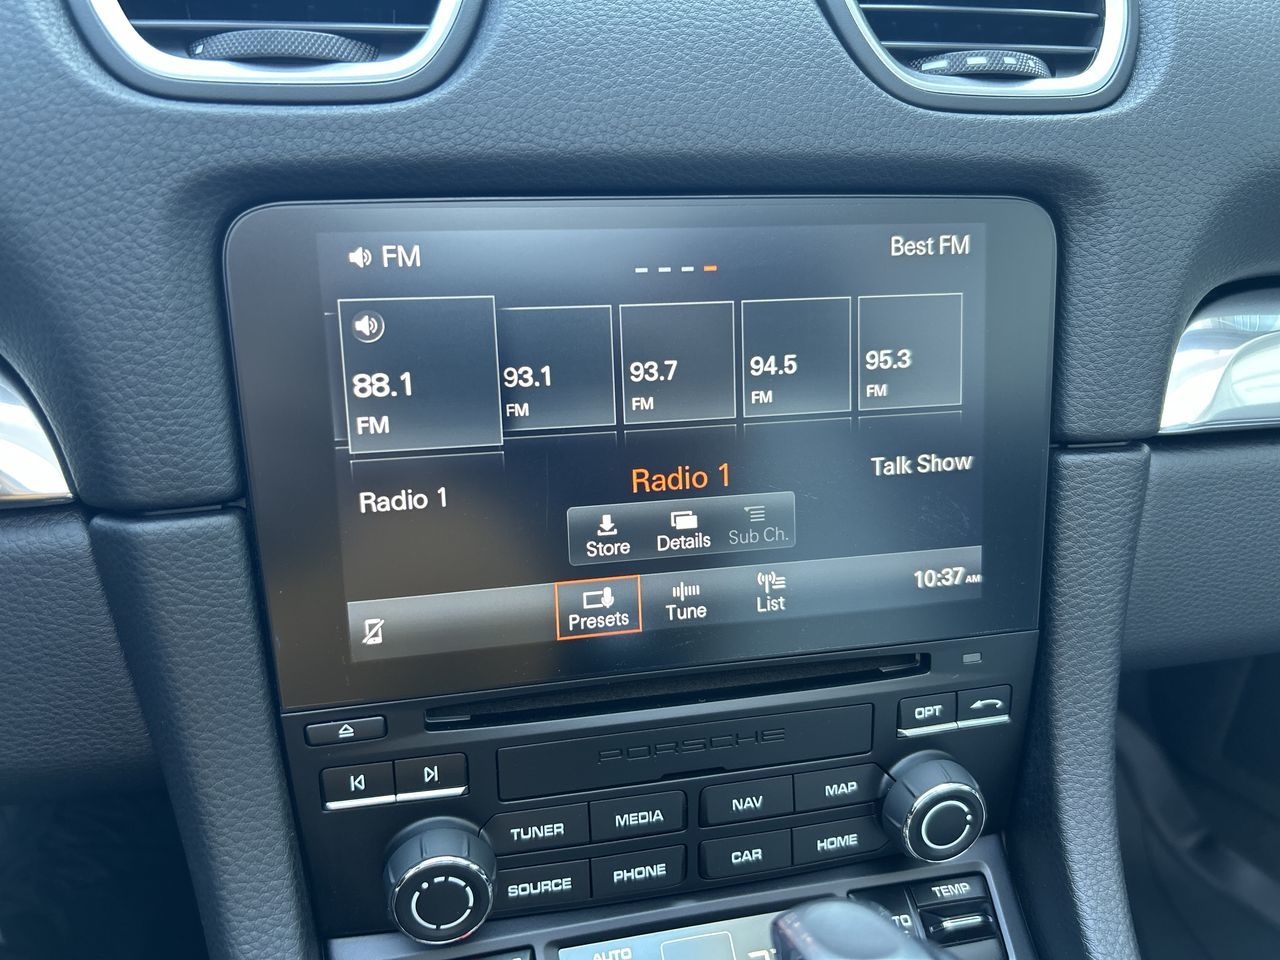 FM
Best FM
88.1
FM
93.1
FM
93.7
FM
94.5
FM
95.3
FM
Radio 1
Radio 1
Talk Show
Store
Details
Sub Ch.
Presets
Tune
List
10:37 AM
OPT
PORSCHE
TUNER
MEDIA
NAV
MAP
SOURCE
PHONE
CAR
HOME
TEMP
AUTO